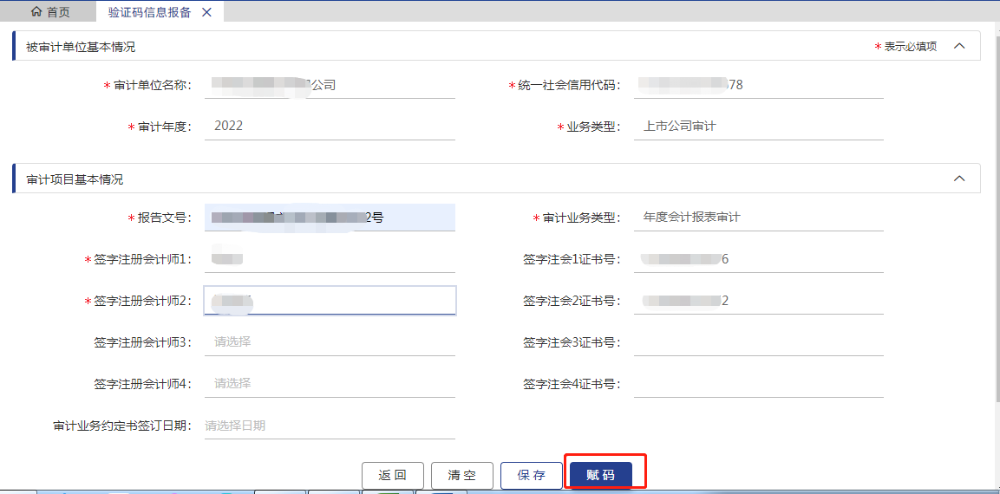 首页 验证码信息报备
被审计单位基本情况 * 表示必填项
* 审计单位名称： 公司 * 统一社会信用代码： 78
* 审计年度： 2022 * 业务类型： 上市公司审计
审计项目基本情况
* 报告文号： 2号 * 审计业务类型： 年度会计报表审计
* 签字注册会计师1： 签字注会1证书号： 6
* 签字注册会计师2： 签字注会2证书号： 2
签字注册会计师3： 请选择 签字注会3证书号：
签字注册会计师4： 请选择 签字注会4证书号：
审计业务约定书签订日期： 请选择日期
返回 清空 保存 赋码